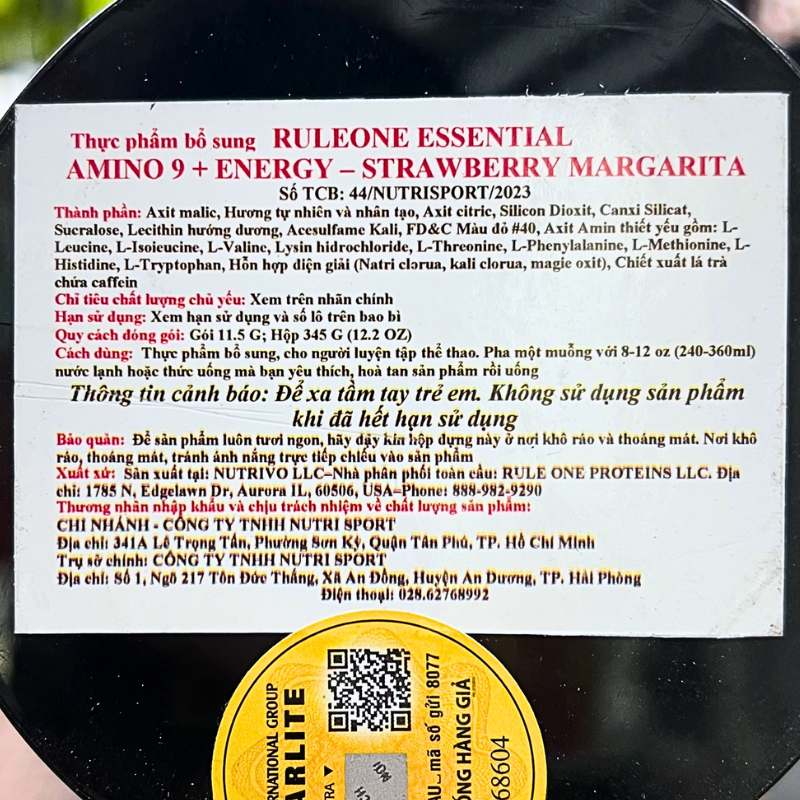 Thực phẩm bổ sung RULEONE ESSENTIAL
AMINO 9 + ENERGY – STRAWBERRY MARGARITA
Số TCB: 44/NUTRISPORT/2023
Thành phần: Axit malic, Hương tự nhiên và nhân tạo, Axit citric, Silicon Dioxit, Canxi Silicat,
Sucralose, Lecithin hướng dương, Acesulfame Kali, FD&C Màu đỏ #40, Axit Amin thiết yếu gồm: L-
Leucine, L-Isoieucine, L-Valine, Lysin hidrochloride, L-Threonine, L-Phenylalanine, L-Methionine, L-
Histidine, L-Tryptophan, Hỗn hợp điện giải (Natri clorua, kali clorua, magie oxit), Chiết xuất lá trà
chứa caffein
Chỉ tiêu chất lượng chủ yếu: Xem trên nhãn chính
Hạn sử dụng: Xem hạn sử dụng và số lô trên bao bì
Quy cách đóng gói: Gói 11.5 G; Hộp 345 G (12.2 OZ)
Cách dùng: Thực phẩm bổ sung, cho người luyện tập thể thao. Pha một muỗng với 8-12 oz (240-360ml)
nước lạnh hoặc thức uống mà bạn yêu thích, hoà tan sản phẩm rồi uống
Thông tin cảnh báo: Để xa tầm tay trẻ em. Không sử dụng sản phẩm
khi đã hết hạn sử dụng
Bảo quản: Để sản phẩm luôn tươi ngon, hãy đậy kín hộp đựng này ở nơi khô ráo và thoáng mát. Nơi khô
ráo, thoáng mát, tránh ánh nắng trực tiếp chiếu vào sản phẩm
Xuất xứ: Sản xuất tại: NUTRIVO LLC–Nhà phân phối toàn cầu: RULE ONE PROTEINS LLC. Địa
chỉ: 1785 N, Edgelawn Dr, Aurora IL, 60506, USA–Phone: 888-982-9290
Thương nhân nhập khẩu và chịu trách nhiệm về chất lượng sản phẩm:
CHI NHÁNH - CÔNG TY TNHH NUTRI SPORT
Địa chỉ: 341A Lê Trọng Tấn, Phường Sơn Kỳ, Quận Tân Phú, TP. Hồ Chí Minh
Trụ sở chính: CÔNG TY TNHH NUTRI SPORT
Địa chỉ: Số 1, Ngõ 217 Tôn Đức Thắng, Xã An Đồng, Huyện An Dương, TP. Hải Phòng
Điện thoại: 028.62768992
GROUP
ARLITE
mã số gửi 8077
HÀNG GIẢ
68604